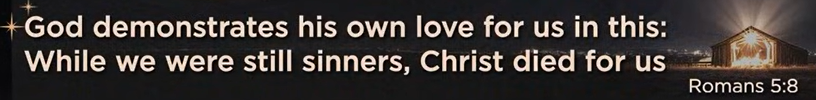 God demonstrates his own love for us in this:
While we were still sinners, Christ died for us
Romans 5:8